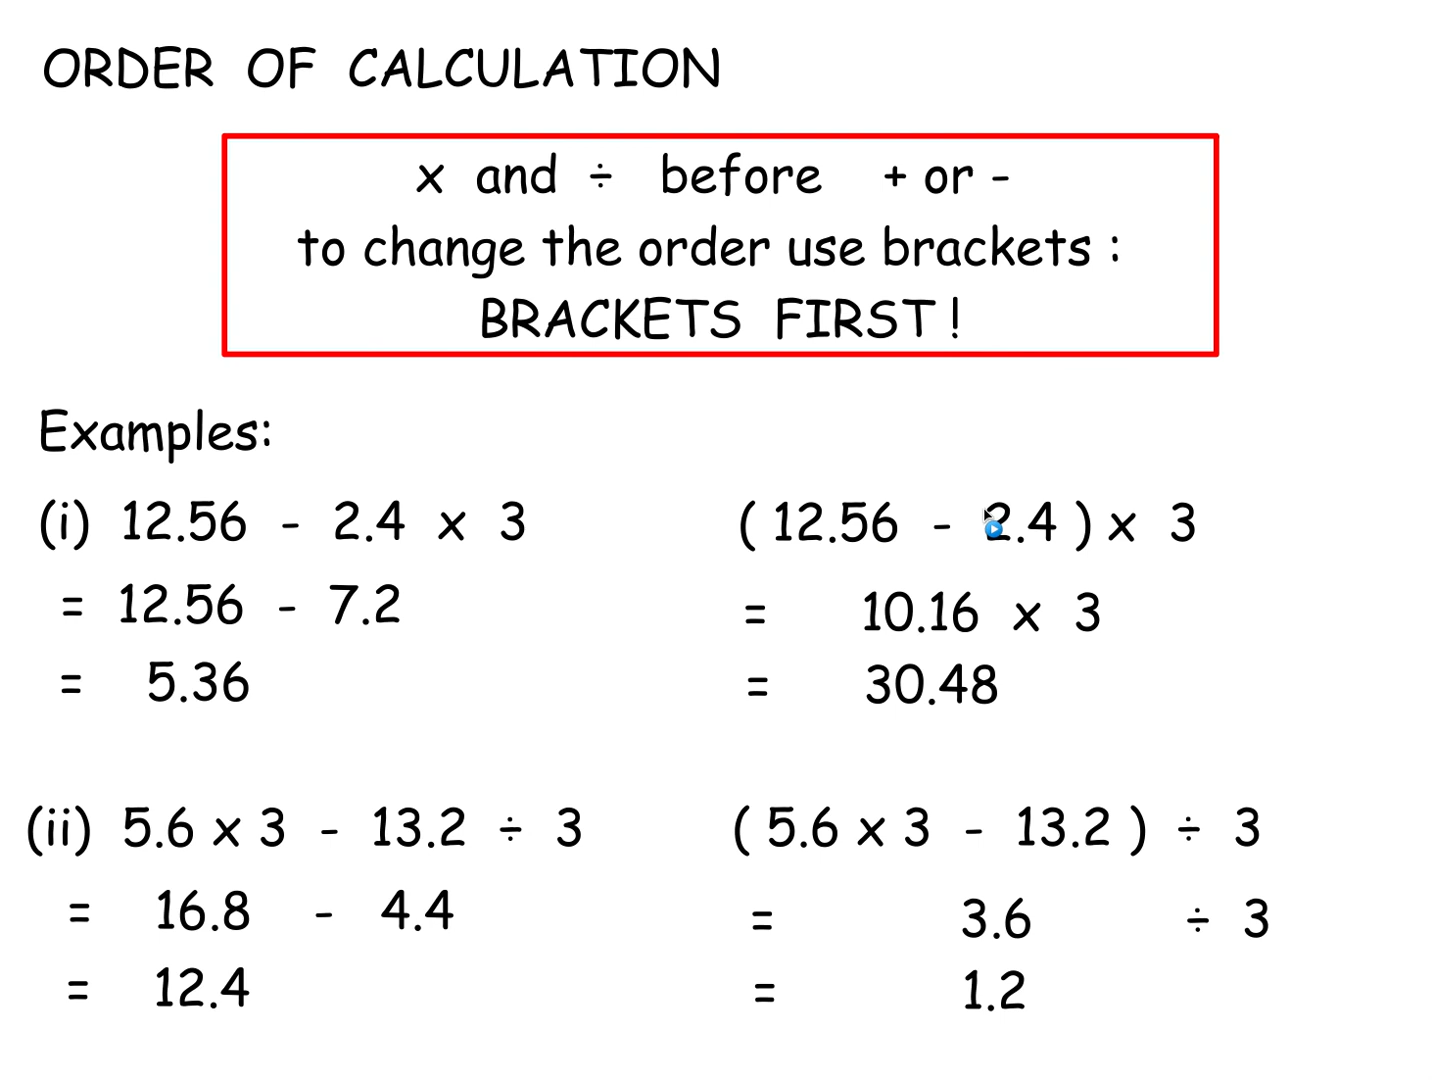 ORDER OF CALCULATION
x and ÷ before + or -
to change the order use brackets :
BRACKETS FIRST !
Examples:
(i) 12.56 - 2.4 x 3
= 12.56 - 7.2
= 5.36
( 12.56 - 2.4 ) x 3
= 10.16 x 3
= 30.48
(ii) 5.6 x 3 - 13.2 ÷ 3
= 16.8 - 4.4
= 12.4
( 5.6 x 3 - 13.2 ) ÷ 3
= 3.6 ÷ 3
= 1.2